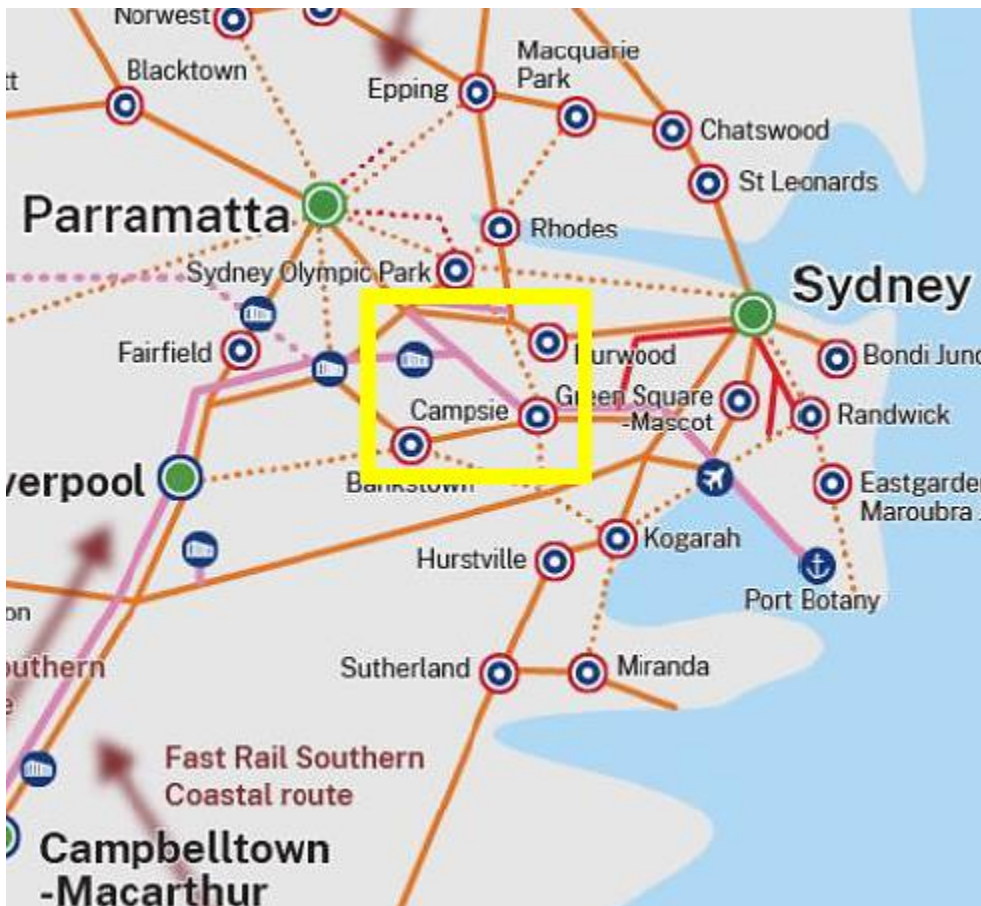 Norwest
Macquarie
Park
tt
Blacktown
Epping
Chatswood
St Leonards
Parramatta
Rhodes
Sydney Olympic Park
Sydney
Fairfield
Burwood
Bondi Junc
Campsie
Green Square
-Mascot
Randwick
verpool
Bankstown
Eastgarden
Maroubra J
Kogarah
Hurstville
Port Botany
on
outhern
e
Sutherland
Miranda
Fast Rail Southern
Coastal route
Campbelltown
-Macarthur